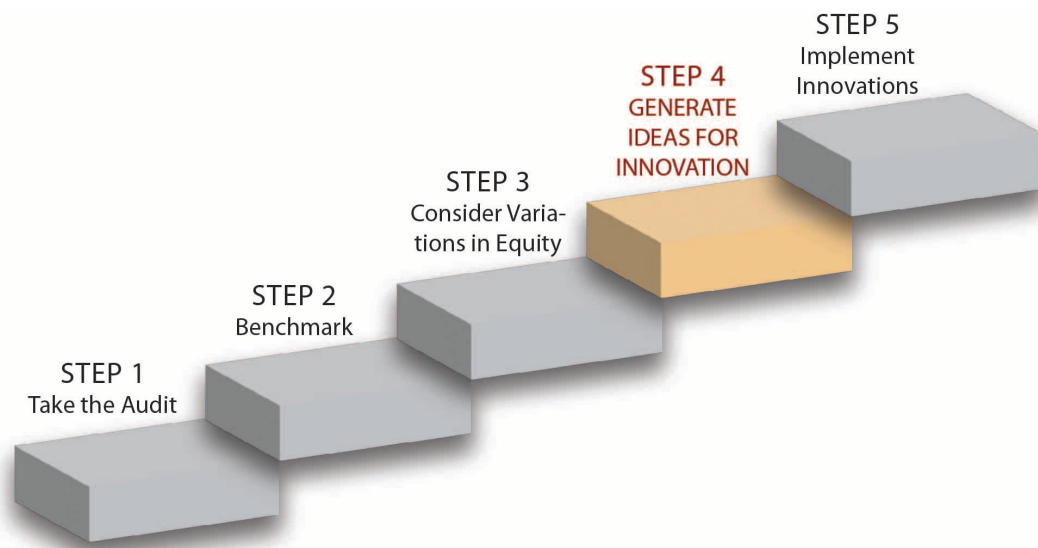 STEP 1
Take the Audit
STEP 2
Benchmark
STEP 3
Consider Varia-
tions in Equity
STEP 4
GENERATE
IDEAS FOR
INNOVATION
STEP 5
Implement
Innovations